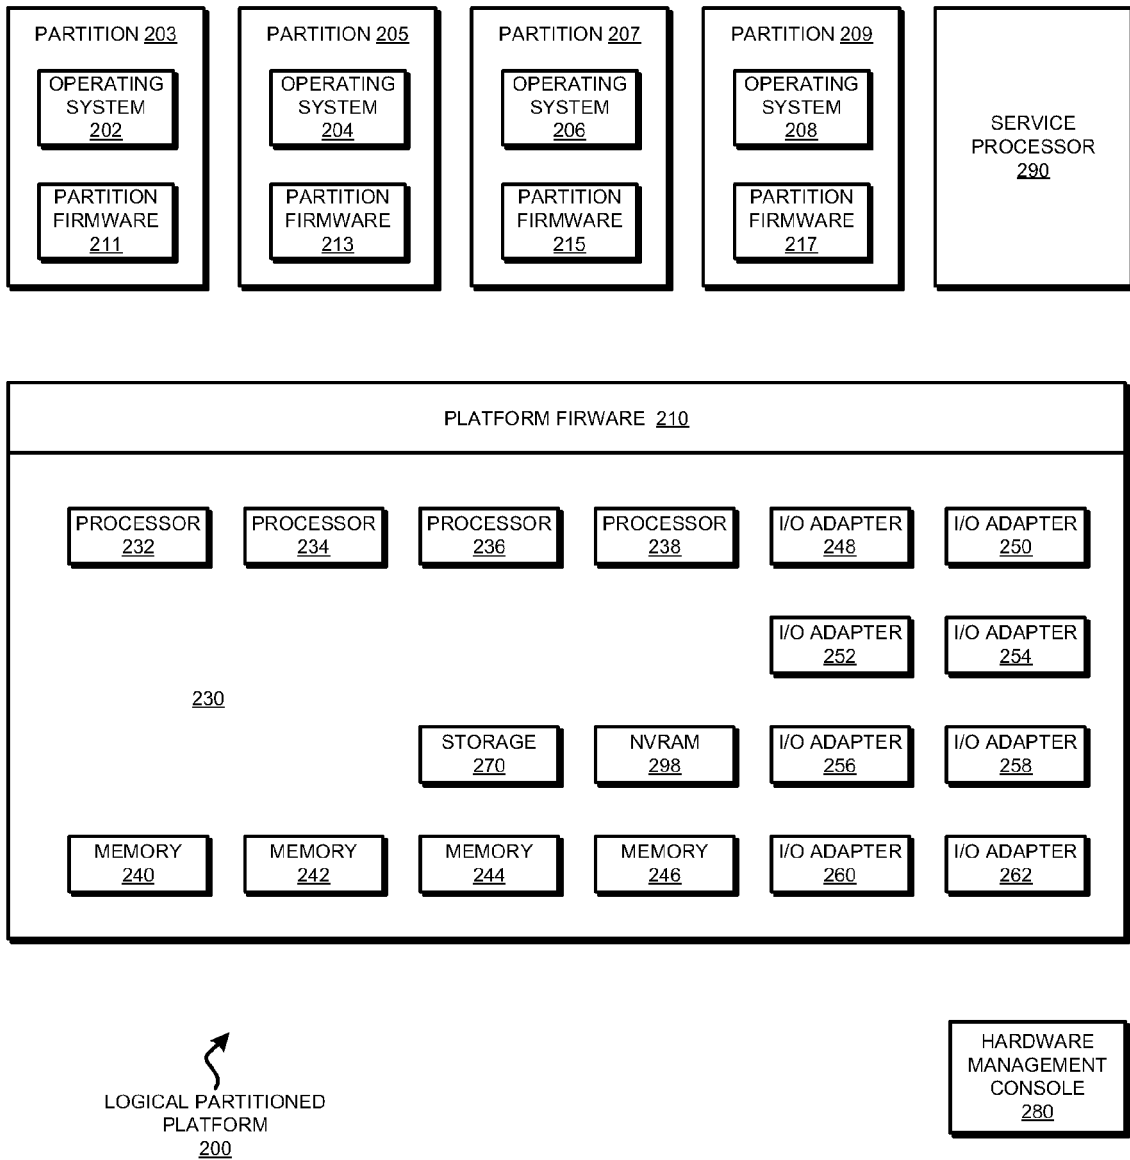 PARTITION 203
OPERATING
SYSTEM
202
PARTITION
FIRMWARE
211
PARTITION 205
OPERATING
SYSTEM
204
PARTITION
FIRMWARE
213
PARTITION 207
OPERATING
SYSTEM
206
PARTITION
FIRMWARE
215
PARTITION 209
OPERATING
SYSTEM
208
PARTITION
FIRMWARE
217
SERVICE
PROCESSOR
290
PLATFORM FIRWARE 210
PROCESSOR
232
PROCESSOR
234
PROCESSOR
236
PROCESSOR
238
I/O ADAPTER
248
I/O ADAPTER
250
I/O ADAPTER
252
I/O ADAPTER
254
230
STORAGE
270
NVRAM
298
I/O ADAPTER
256
I/O ADAPTER
258
MEMORY
240
MEMORY
242
MEMORY
244
MEMORY
246
I/O ADAPTER
260
I/O ADAPTER
262
LOGICAL PARTITIONED
PLATFORM
200
HARDWARE
MANAGEMENT
CONSOLE
280